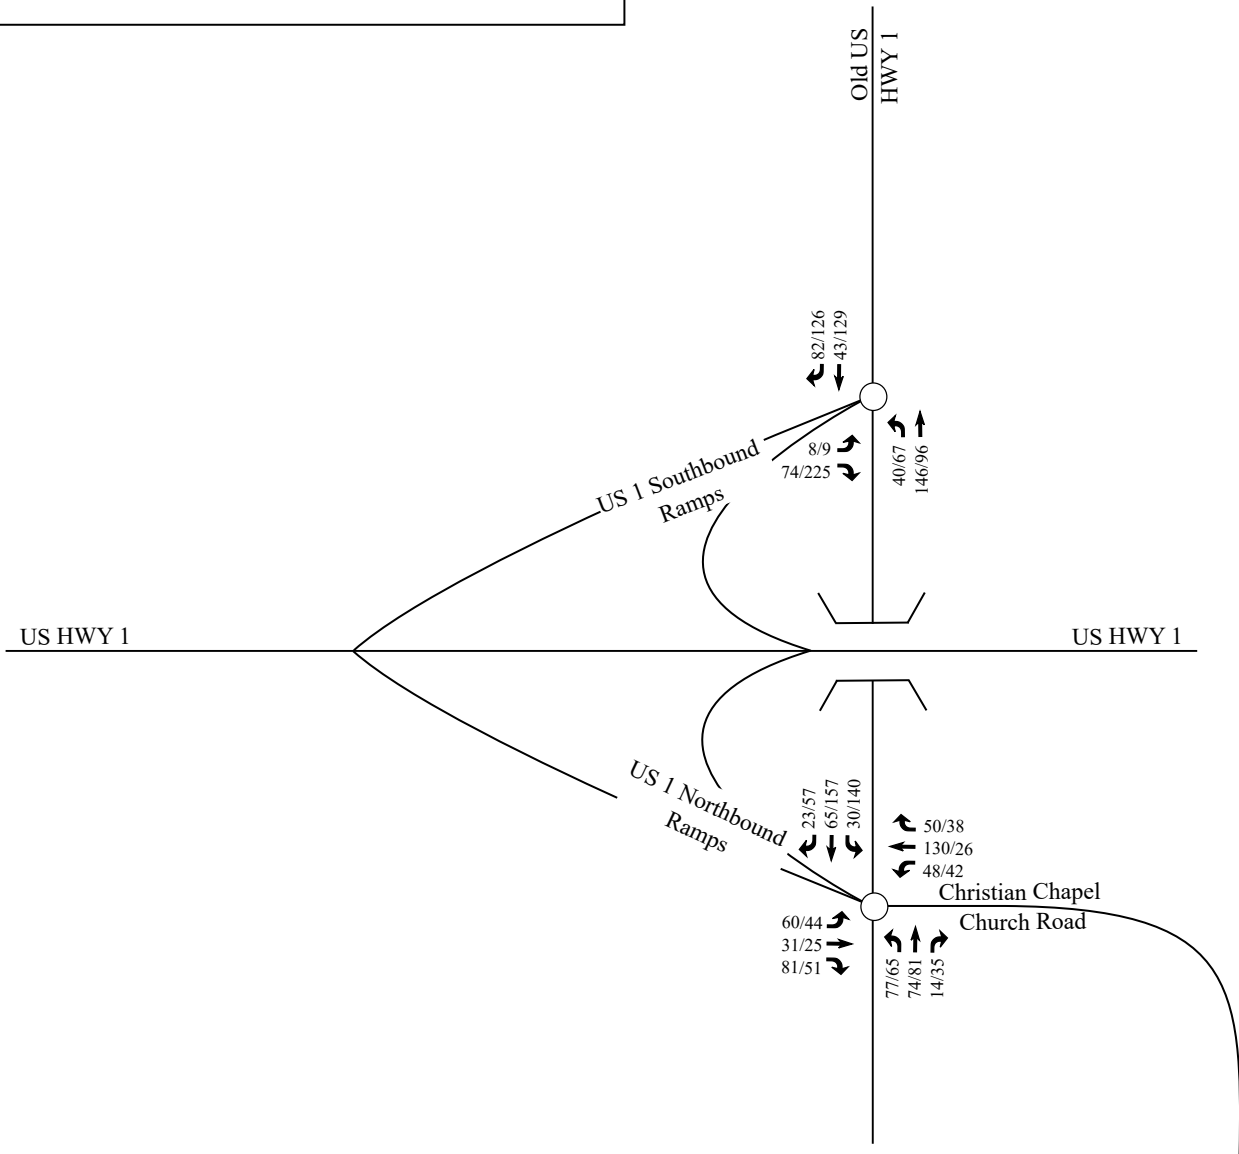 Old US
HWY 1
82/126
43/129
8/9
74/225
40/67
146/96
US 1 Southbound
Ramps
US HWY 1
US HWY 1
US 1 Northbound
Ramps
23/57
65/157
30/140
50/38
130/26
48/42
Christian Chapel
Church Road
60/44
31/25
81/51
77/65
74/81
14/35